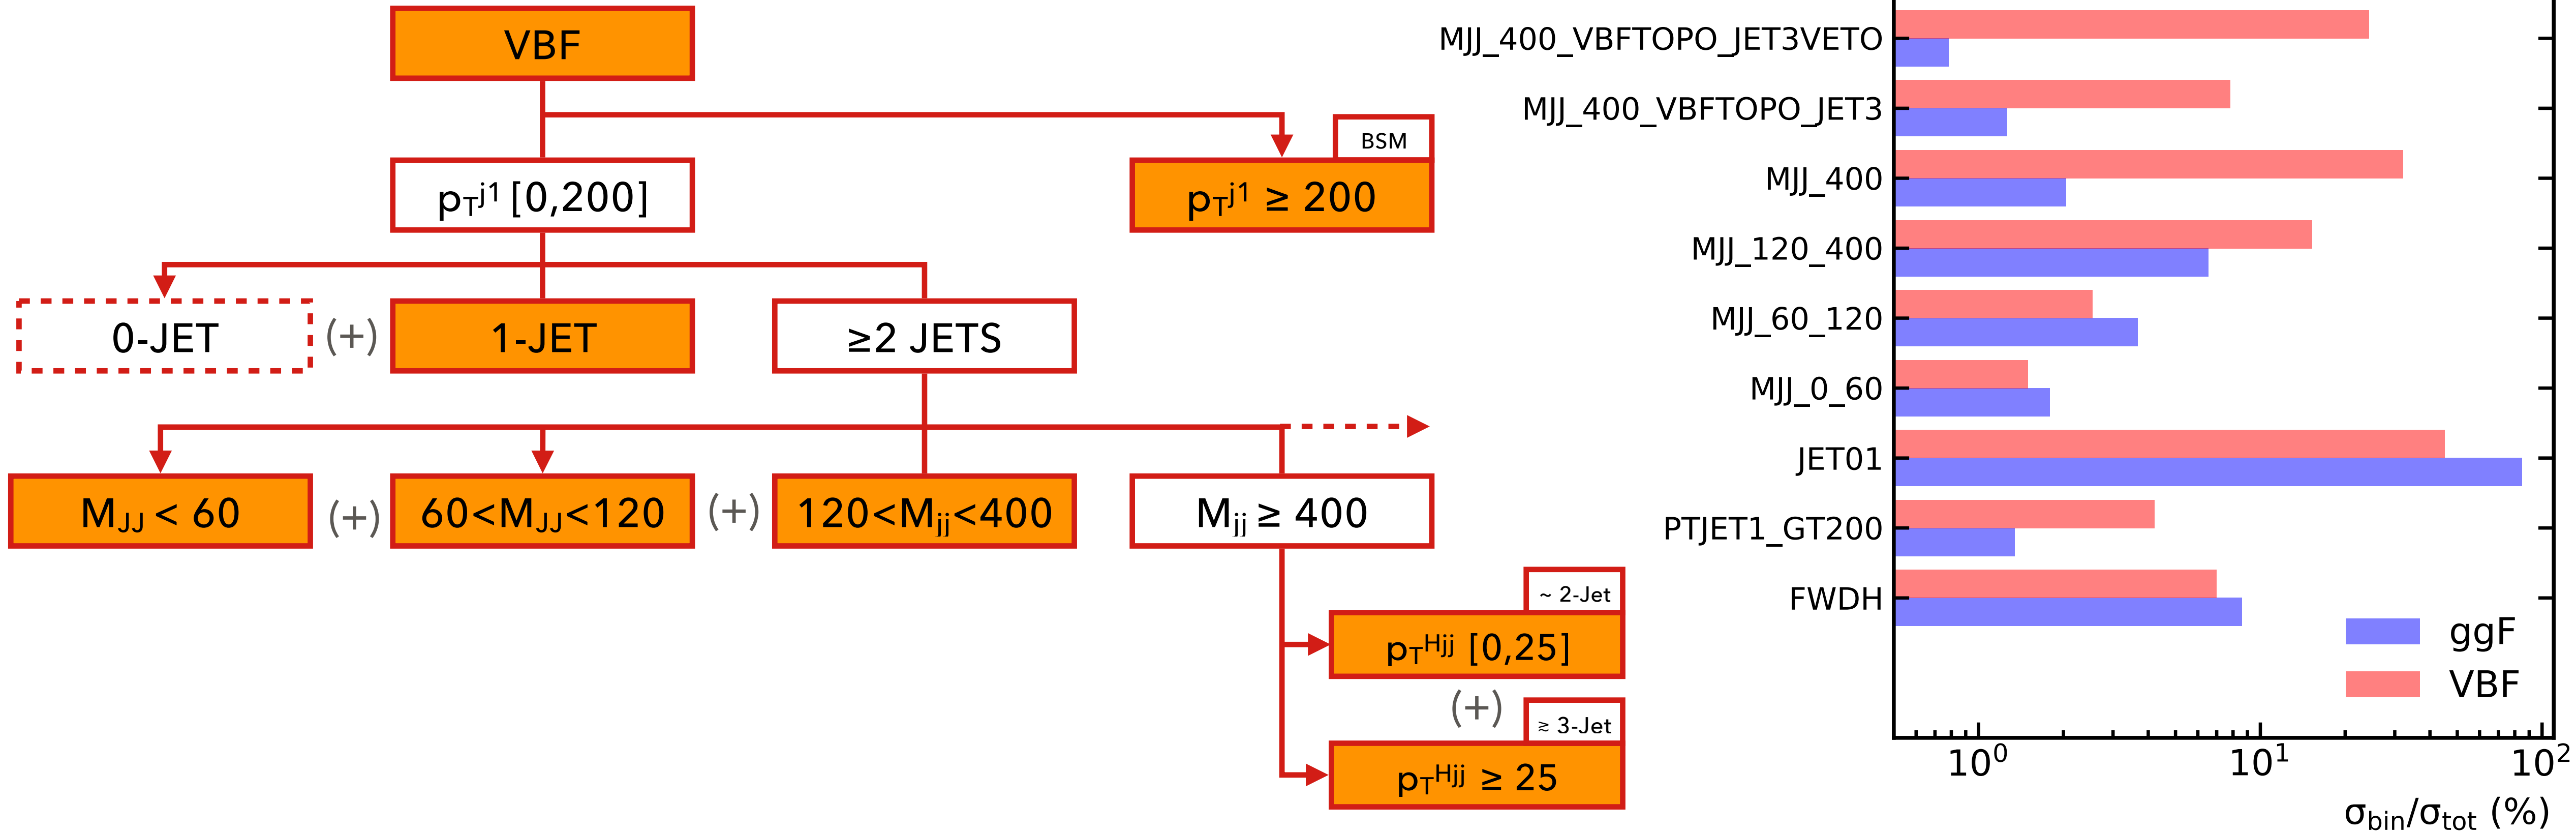 VBF
BSM
pTj1 [0,200]
pTj1 ≥ 200
0-JET
(+)
1-JET
≥2 JETS
MJJ < 60
(+)
60<MJJ<120
(+)
120<Mjj<400
Mjj ≥ 400
~ 2-Jet
pTHjj [0,25]
(+)
≳ 3-Jet
pTHjj ≥ 25
MJJ_400_VBFTOPO_JET3VETO
MJJ_400_VBFTOPO_JET3
MJJ_400
MJJ_120_400
MJJ_60_120
MJJ_0_60
JET01
PTJET1_GT200
FWDH
ggF
VBF
10⁰ 10¹ 10²
σbin/σtot (%)